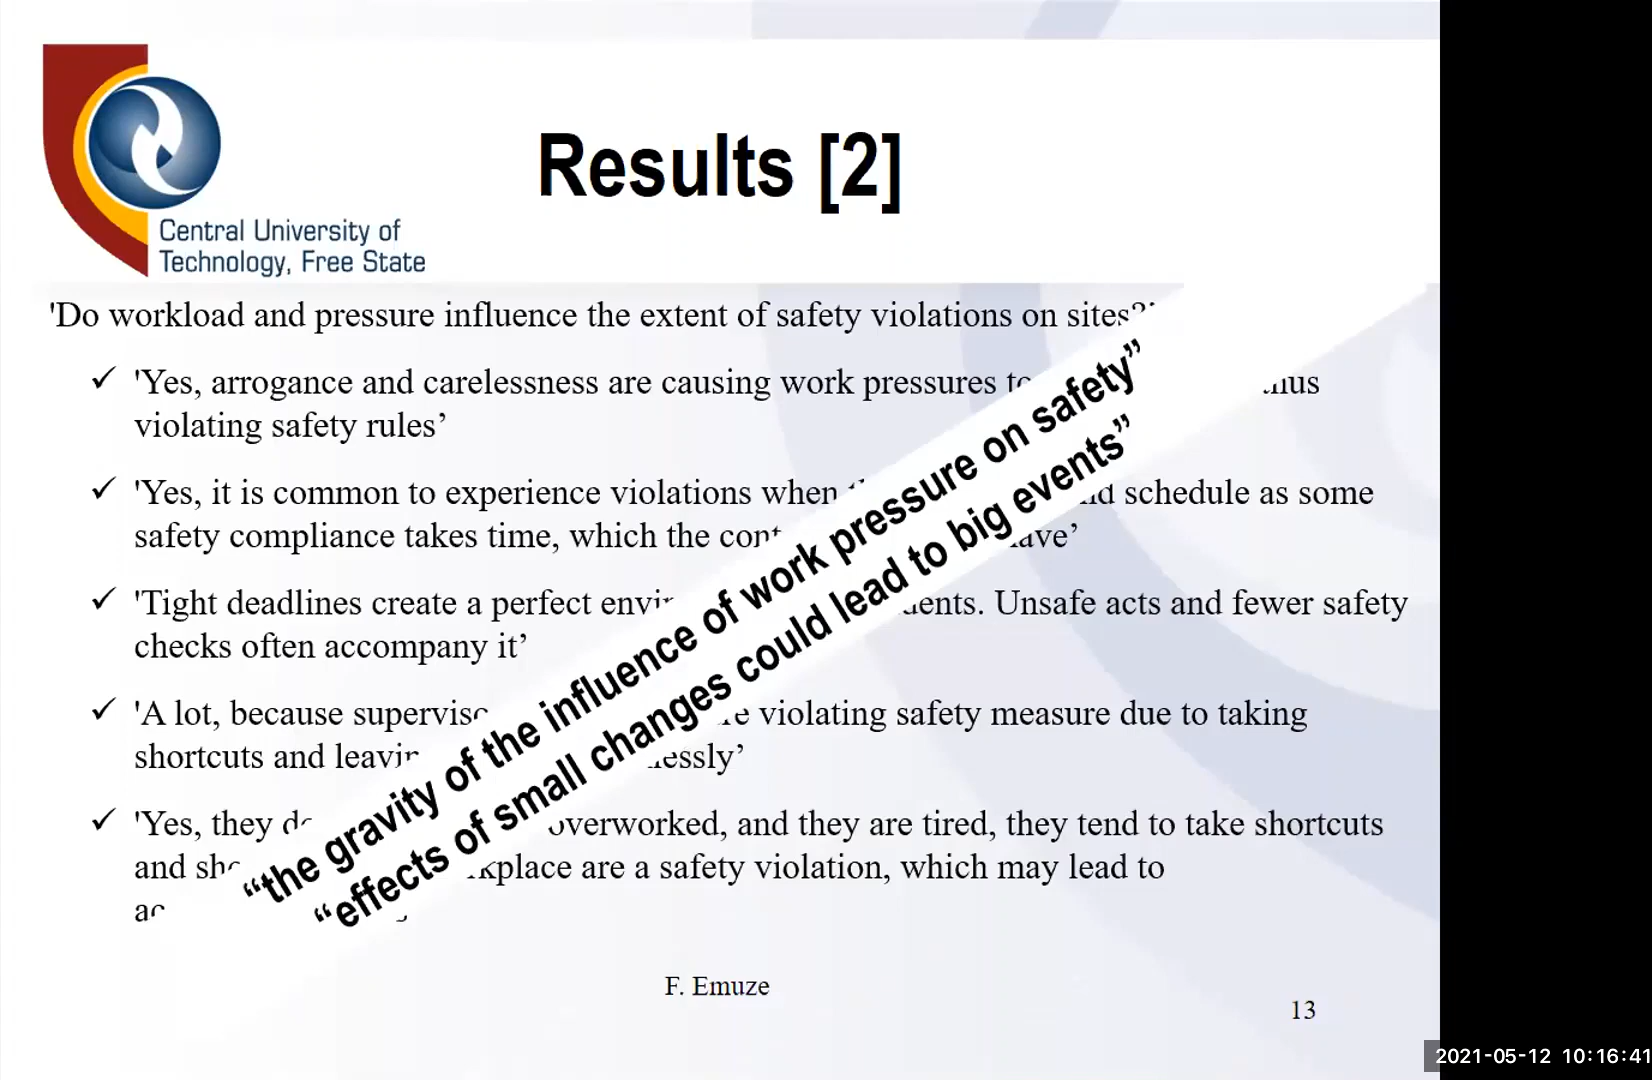 Central University of
Technology, Free State
Results [2]
'Do workload and pressure influence the extent of safety violations on sites?'
✓ 'Yes, arrogance and carelessness are causing work pressures
violating safety rules’
✓ 'Yes, it is common to experience violations when schedule as some
safety compliance takes time, which the
✓ 'Tight deadlines create a perfect Unsafe acts and fewer safety
checks often accompany it’
✓ 'A lot, because violating safety measure due to taking
shortcuts and
✓ 'Yes, they overworked, and they are tired, they tend to take shortcuts
and are a safety violation, which may lead to
“the gravity of the influence of work pressure on safety”
“effects of small changes could lead to big events”
F. Emuze
13
2021-05-12 10:16:41